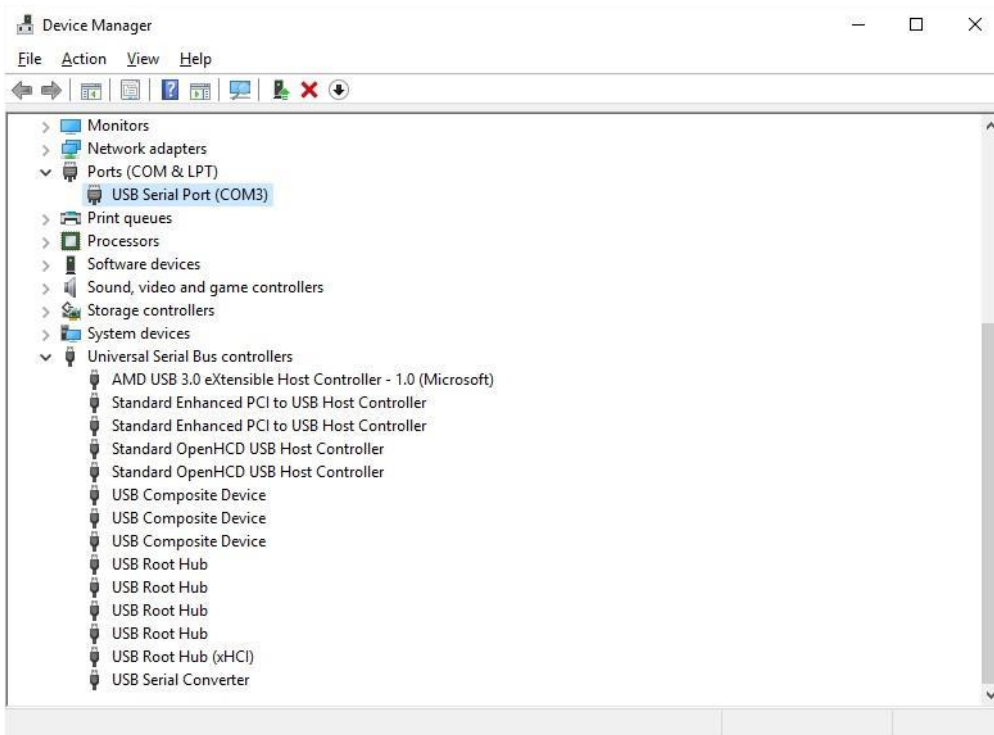 Device Manager
File Action View Help
Monitors
Network adapters
Ports (COM & LPT)
USB Serial Port (COM3)
Print queues
Processors
Software devices
Sound, video and game controllers
Storage controllers
System devices
Universal Serial Bus controllers
AMD USB 3.0 eXtensible Host Controller - 1.0 (Microsoft)
Standard Enhanced PCI to USB Host Controller
Standard Enhanced PCI to USB Host Controller
Standard OpenHCD USB Host Controller
Standard OpenHCD USB Host Controller
USB Composite Device
USB Composite Device
USB Composite Device
USB Root Hub
USB Root Hub
USB Root Hub
USB Root Hub
USB Root Hub (xHCI)
USB Serial Converter